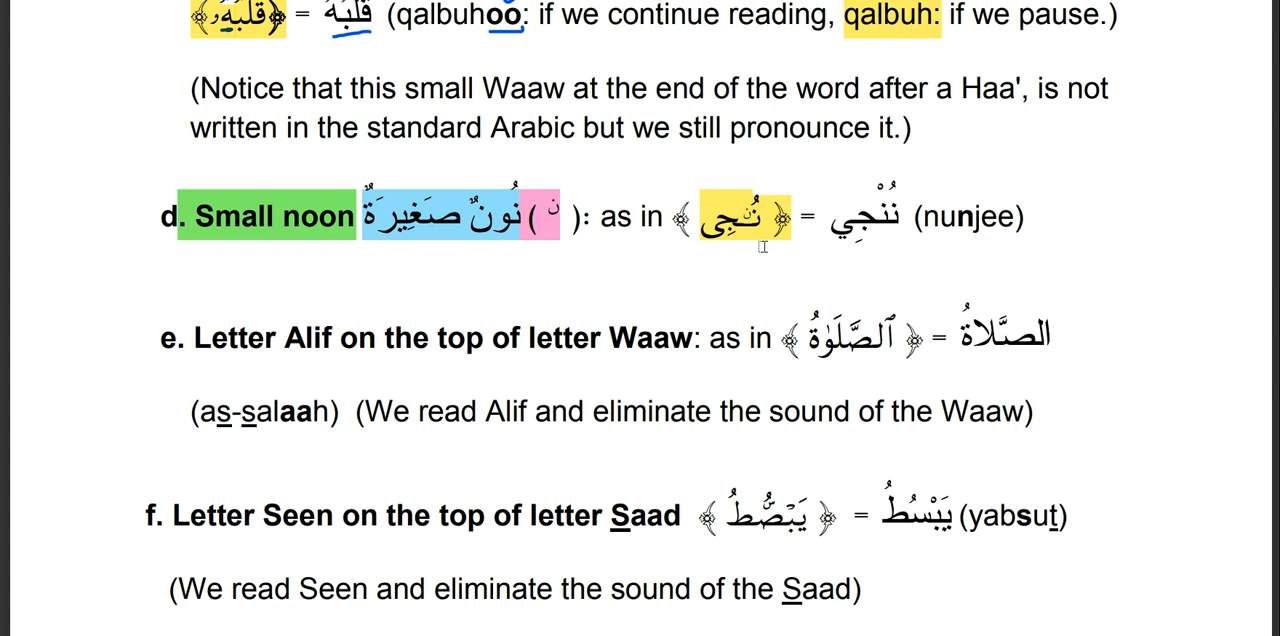 ﴿قَلْبَهُۥ﴾ = قَلْبَهُ (qalbuhoo: if we continue reading, qalbuh: if we pause.)
(Notice that this small Waaw at the end of the word after a Haa', is not
written in the standard Arabic but we still pronounce it.)
d. Small noon نُونٌ صَغِيرَةٌ ( ن ): as in ﴿ نُـۨجِى ﴾ = نُنْجِي (nunjee)
e. Letter Alif on the top of letter Waaw: as in ﴿ ٱلصَّلَوٰةُ ﴾ = الصَّلاةُ
(as-salaah) (We read Alif and eliminate the sound of the Waaw)
f. Letter Seen on the top of letter Saad ﴿ يَبْصُۜطُ ﴾ = يَبْسُطُ (yabsut)
(We read Seen and eliminate the sound of the Saad)